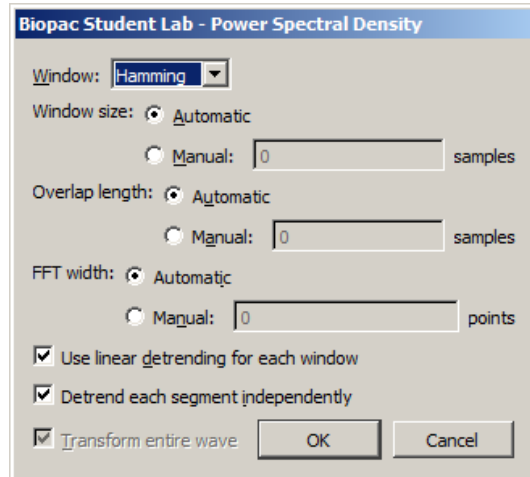 Biopac Student Lab - Power Spectral Density
Window: Hamming
Window size: Automatic
Manual: 0 samples
Overlap length: Automatic
Manual: 0 samples
FFT width: Automatic
Manual: 0 points
Use linear detrending for each window
Detrend each segment independently
Transform entire wave OK Cancel